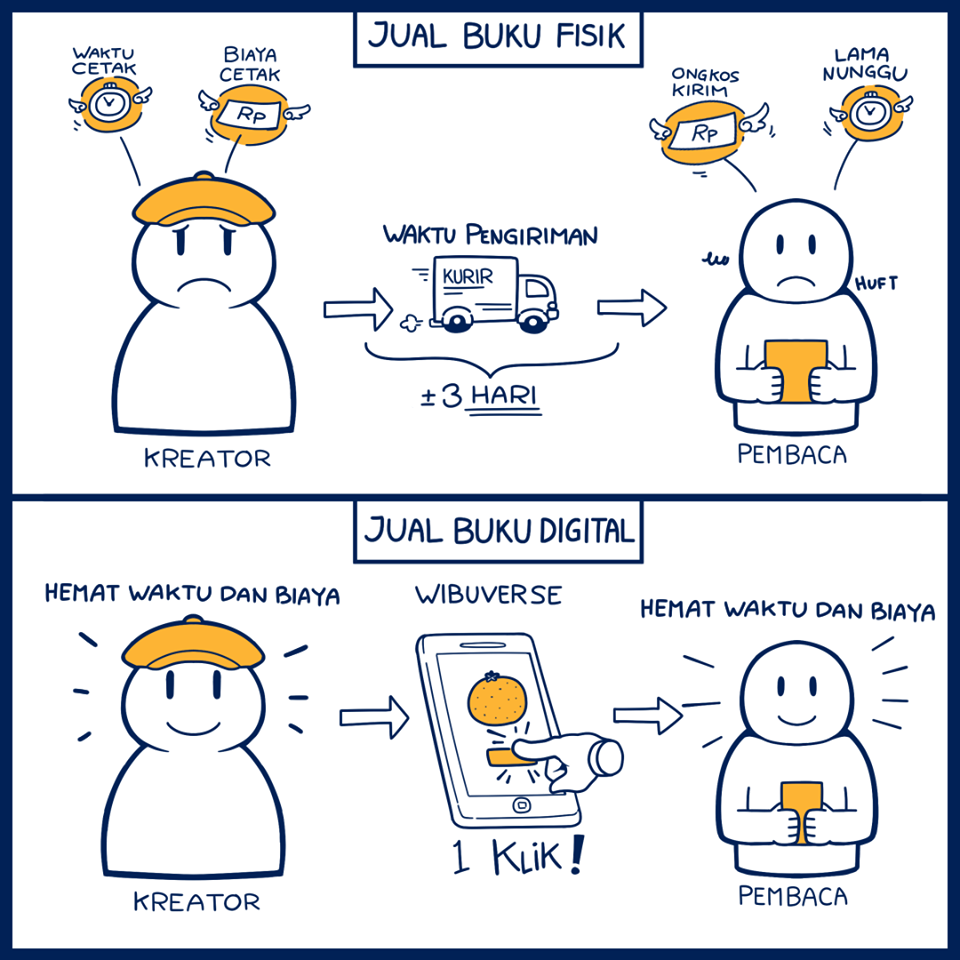 JUAL BUKU FISIK
WAKTU
CETAK
BIAYA
CETAK
Rp
ONGKOS
KIRIM
Rp
LAMA
NUNGGU
WAKTU PENGIRIMAN
KURIR
HUFT
± 3 HARI
KREATOR
PEMBACA
JUAL BUKU DIGITAL
HEMAT WAKTU DAN BIAYA
WIBUVERSE
HEMAT WAKTU DAN BIAYA
1 KLiK!
KREATOR
PEMBACA